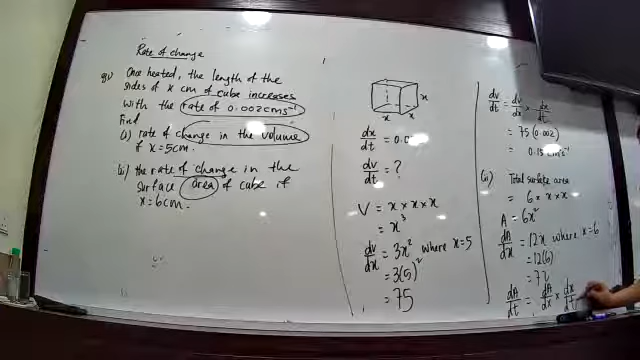 Rate of change
Q1) Once heated, the length of the
sides of x cm of cube increases
with the rate of 0.002cms⁻¹
Find
(i) rate of change in the volume
if x=5cm.
(ii) the rate of change in the
surface area of cube if
x=6cm.
x
x x
dx/dt = 0.0
dv/dt = ?
V = x × x × x
= x³
dv/dx = 3x² where x=5
= 3(5)²
= 75
dv/dt = dv/dx × dx/dt
= 75(0.002)
= 0.15 cm³s⁻¹
(ii) Total surface area
= 6 × x × x
A = 6x²
dA/dx = 12x where x=6
= 12(6)
= 72
dA/dt = dA/dx × dx/dt